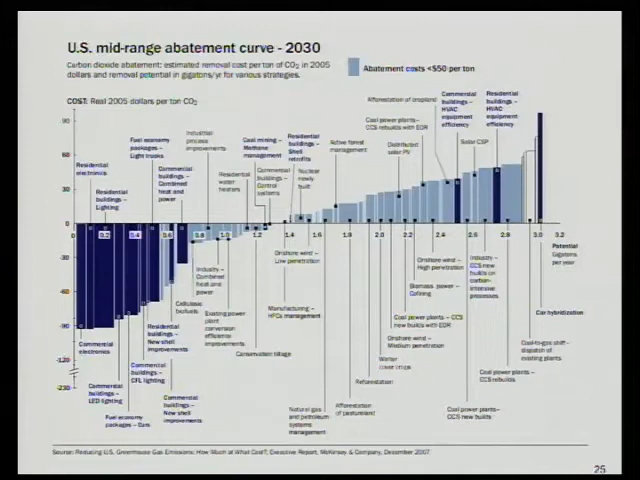 U.S. mid-range abatement curve - 2030
Carbon dioxide abatement: estimated removal cost per ton of CO2 in 2005
dollars and removal potential in gigatons/yr for various strategies.
Abatement costs <$50 per ton
COST: Real 2005 dollars per ton CO2
90
60
30
0
-30
-60
-90
-120
-230
0
0.2
0.4
0.6
0.8
1.0
1.2
1.4
1.6
1.8
2.0
2.2
2.4
2.6
2.8
3.0
3.2
Potential
Gigatons
per year
Residential
electronics
Residential
buildings –
Lighting
Fuel economy
packages – Light trucks
Commercial
buildings –
Combined
heat and
power
Industrial
process
improvements
Residential
water
heaters
Coal mining –
Methane
management
Commercial
buildings –
Control
systems
Residential
buildings –
Shell
retrofits
Nuclear
newly
built
Active forest
management
Distributed
solar PV
Coal power plants –
CCS rebuilds with EOR
Afforestation of cropland
Commercial
buildings –
HVAC
equipment
efficiency
Solar CSP
Residential
buildings –
HVAC
equipment
efficiency
Commercial
electronics
Commercial
buildings –
LED lighting
Fuel economy
packages – Cars
Commercial
buildings –
CFL lighting
Residential
buildings –
New shell
improvements
Commercial
buildings –
New shell
improvements
Cellulosic
biofuels
Industry –
Combined
heat and
power
Existing power
plant
conversion
efficiency
improvements
Conservation tillage
Manufacturing –
HFCs management
Onshore wind –
Low penetration
Natural gas
and petroleum
systems
management
Afforestation
of pastureland
Reforestation
Winter
cover crops
Onshore wind –
Medium penetration
Coal power plants – CCS
new builds with EOR
Biomass power –
Cofiring
Onshore wind –
High penetration
Industry –
CCS new
builds on
carbon-
intensive
processes
Coal power plants –
CCS new builds
Coal power plants –
CCS rebuilds
Coal-to-gas shift –
dispatch of
existing plants
Car hybridization
Source: Reducing U.S. Greenhouse Gas Emissions: How Much at What Cost?, Executive Report, McKinsey & Company, December 2007
25